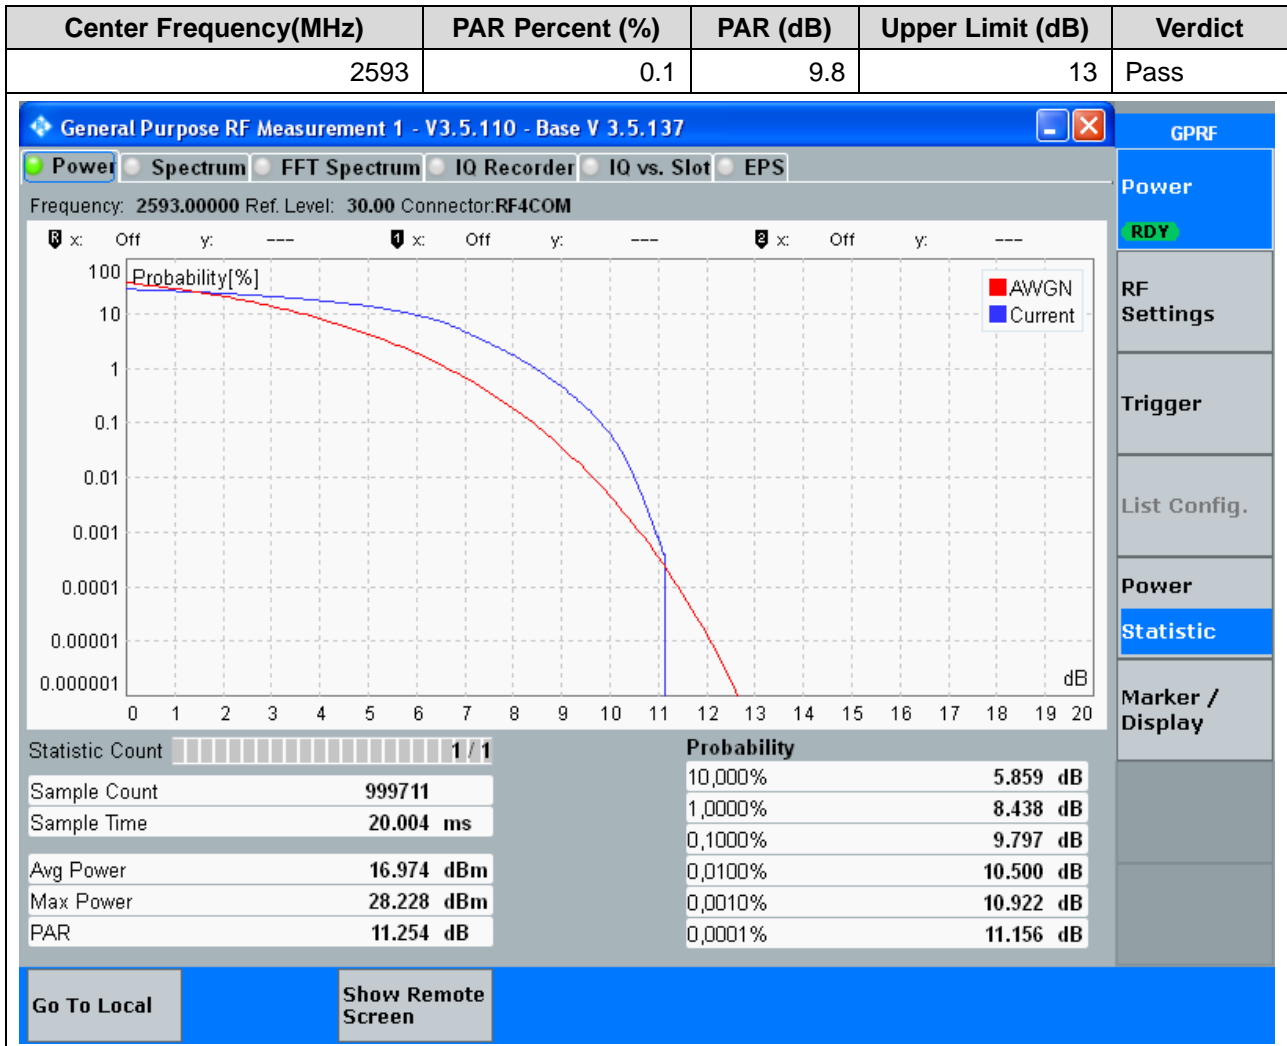 Center Frequency(MHz) PAR Percent (%) PAR (dB) Upper Limit (dB) Verdict
2593 0.1 9.8 13 Pass
General Purpose RF Measurement 1 - V3.5.110 - Base V 3.5.137
GPRF
Power Spectrum FFT Spectrum IQ Recorder IQ vs. Slot EPS
Frequency: 2593.00000 Ref. Level: 30.00 Connector:RF4COM
R x: Off y: --- 1 x: Off y: --- 2 x: Off y: ---
Probability[%]
AWGN
Current
100
10
1
0.1
0.01
0.001
0.0001
0.00001
0.000001
dB
0 1 2 3 4 5 6 7 8 9 10 11 12 13 14 15 16 17 18 19 20
Statistic Count 1 / 1
Sample Count 999711
Sample Time 20.004 ms
Avg Power 16.974 dBm
Max Power 28.228 dBm
PAR 11.254 dB
Probability
10,000% 5.859 dB
1,0000% 8.438 dB
0,1000% 9.797 dB
0,0100% 10.500 dB
0,0010% 10.922 dB
0,0001% 11.156 dB
Power
RDY
RF
Settings
Trigger
List Config.
Power
Statistic
Marker /
Display
Go To Local
Show Remote
Screen